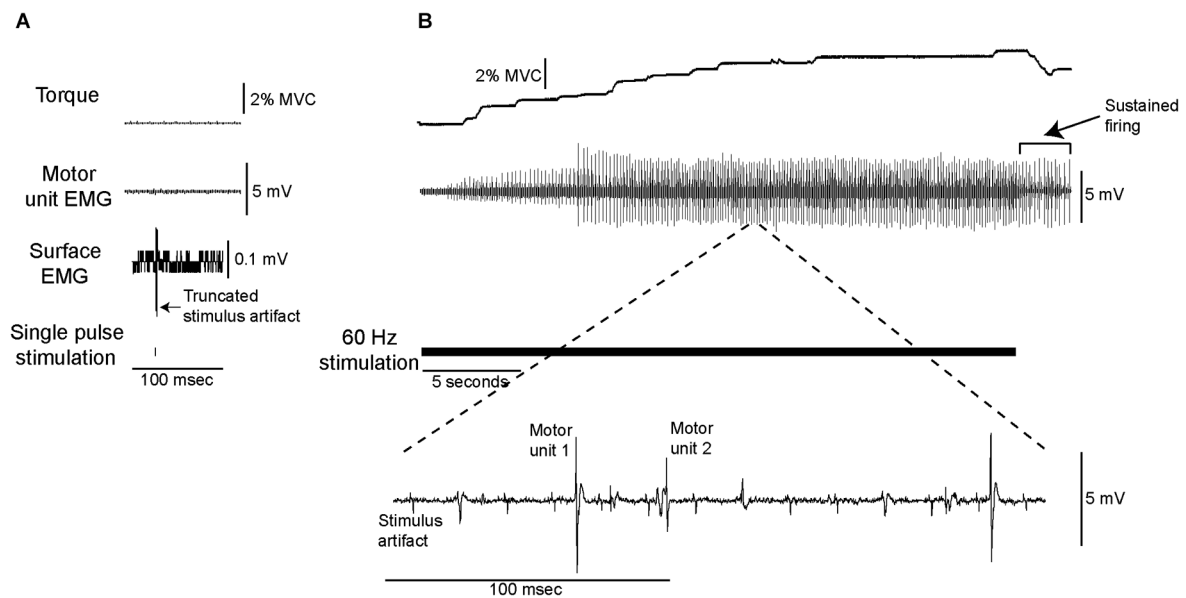 A
Torque
2% MVC
Motor
unit EMG
5 mV
Surface
EMG
0.1 mV
Truncated
stimulus artifact
Single pulse
stimulation
100 msec
B
2% MVC
Sustained
firing
5 mV
60 Hz
stimulation
5 seconds
Motor
unit 1
Motor
unit 2
5 mV
Stimulus
artifact
100 msec